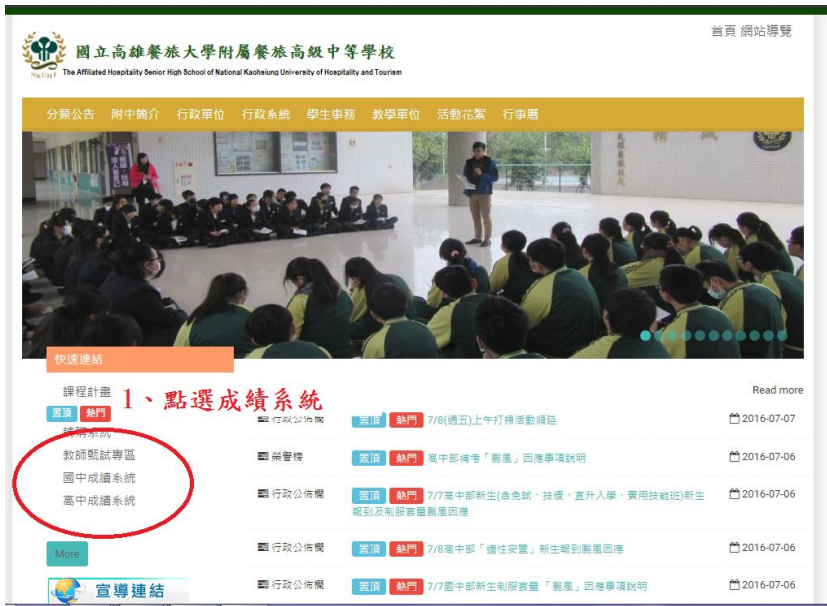 首頁 網站導覽
國立高雄餐旅大學附屬餐旅高級中等學校
NKUHT The Affiliated Hospitality Senior High School of National Kaohsiung University of Hospitality and Tourism
分類公告 附中簡介 行政單位 行政系統 學生事務 教學單位 活動花絮 行事曆
快速連結
課程計畫
1、點選成績系統
Read more
置頂 熱門
請購系統
教師甄試專區
國中成績系統
高中成績系統
More
宣導連結
行政公佈欄 置頂 熱門 7/8(週五)上午打掃活動順延 2016-07-07
榮譽榜 置頂 熱門 高中部補考「颱風」因應事項說明 2016-07-06
行政公佈欄 置頂 熱門 7/7高中部新生(含免試、技優、直升入學、實用技能班)新生
報到及制服套量颱風因應 2016-07-06
行政公佈欄 置頂 熱門 7/8高中部「適性安置」新生報到颱風因應 2016-07-06
行政公佈欄 置頂 熱門 7/7國中部新生制服套量「颱風」因應事項說明 2016-07-06